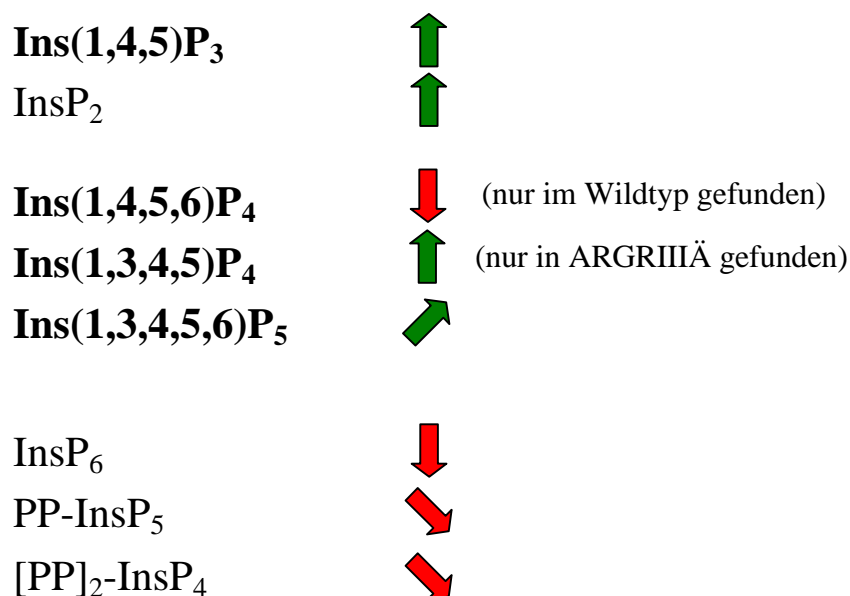 Ins(1,4,5)P₃
InsP₂
Ins(1,4,5,6)P₄ (nur im Wildtyp gefunden)
Ins(1,3,4,5)P₄ (nur in ARGRIIIÄ gefunden)
Ins(1,3,4,5,6)P₅
InsP₆
PP-InsP₅
[PP]₂-InsP₄